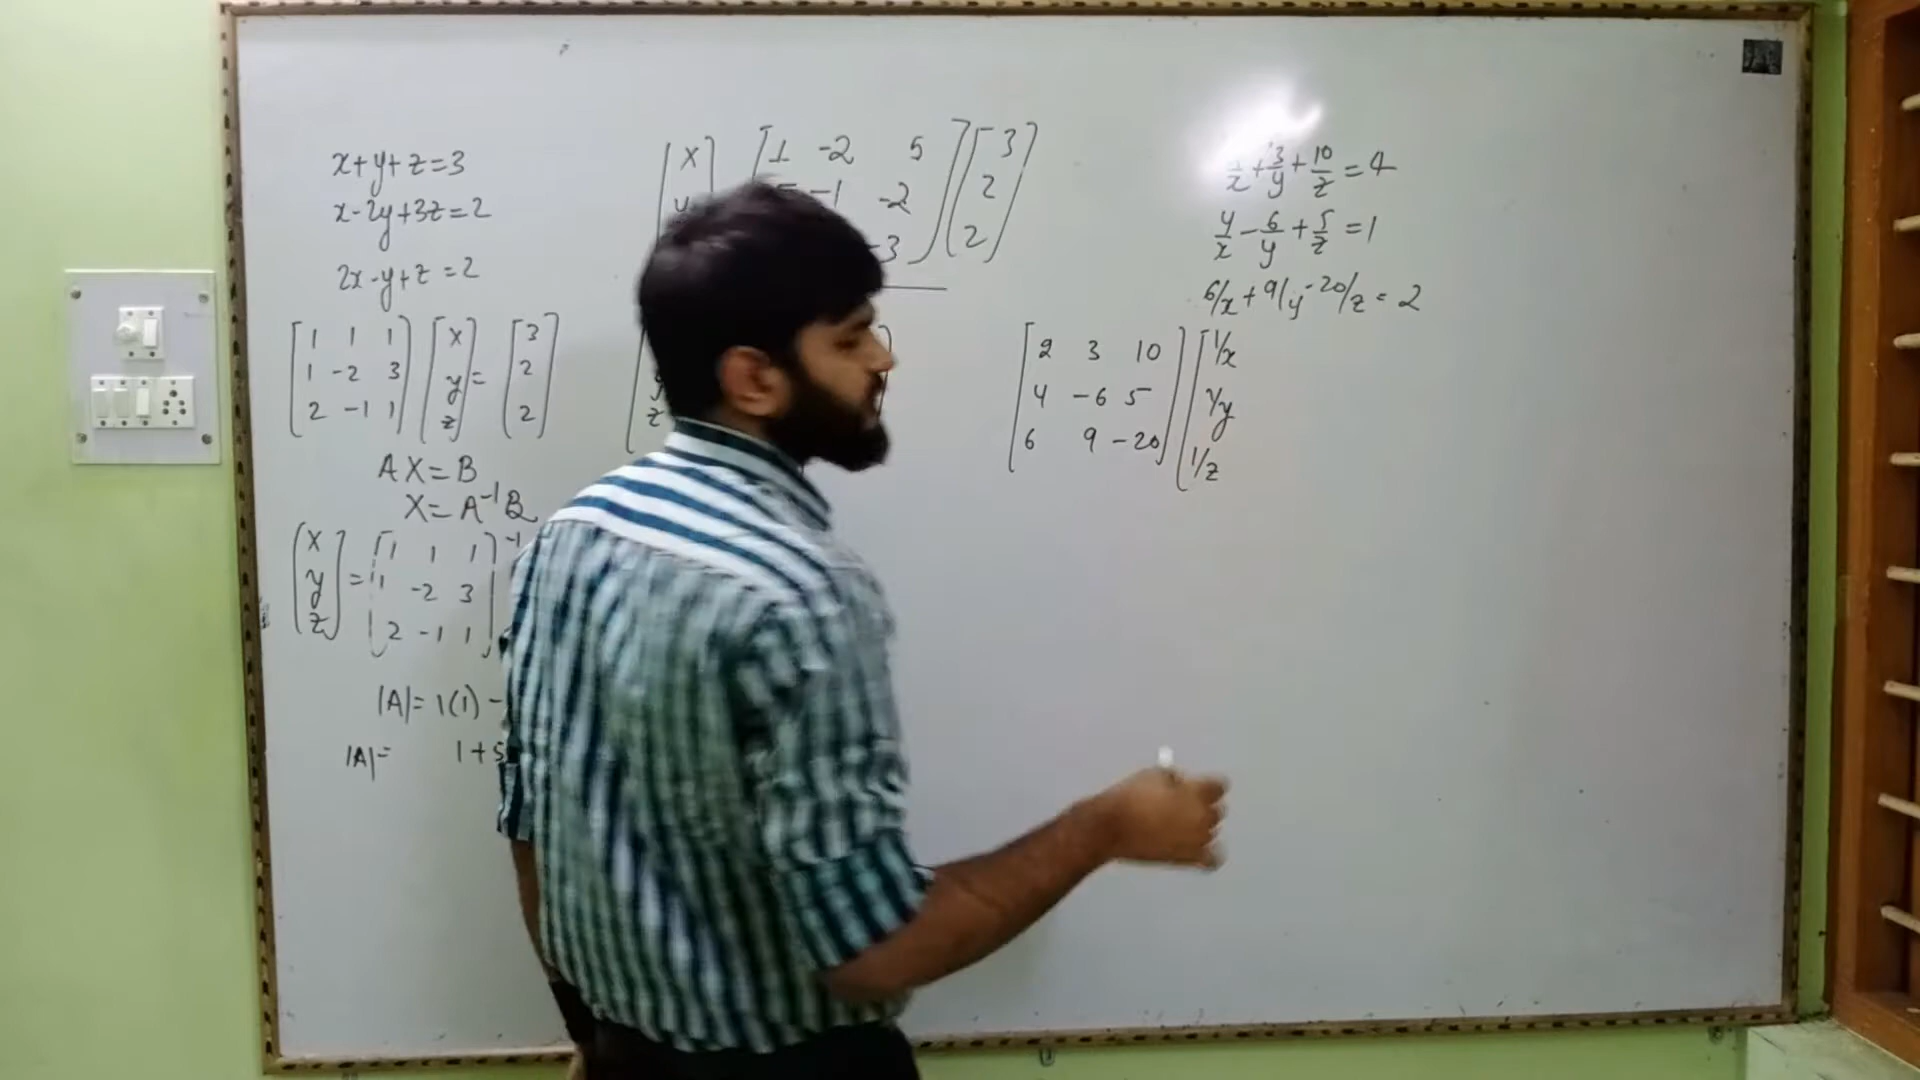 x+y+z=3
x-2y+3z=2
2x-y+z=2
[1 1 1] [x] = [3]
[1 -2 3] [y] [2]
[2 -1 1] [z] [2]
AX=B
X=A⁻¹B
[x] = [1 1 1]⁻¹
[y] [1 -2 3]
[z] [2 -1 1]
|A|= 1(1) -
|A|= 1+5
[x] [1 -2 5] [3]
[y -1 -2] [2]
-3] [2]
z
/x + 3/y + 10/z = 4
4/x - 6/y + 5/z = 1
6/x + 9/y - 20/z = 2
[2 3 10] [1/x]
[4 -6 5] [1/y]
[6 9 -20] [1/z]